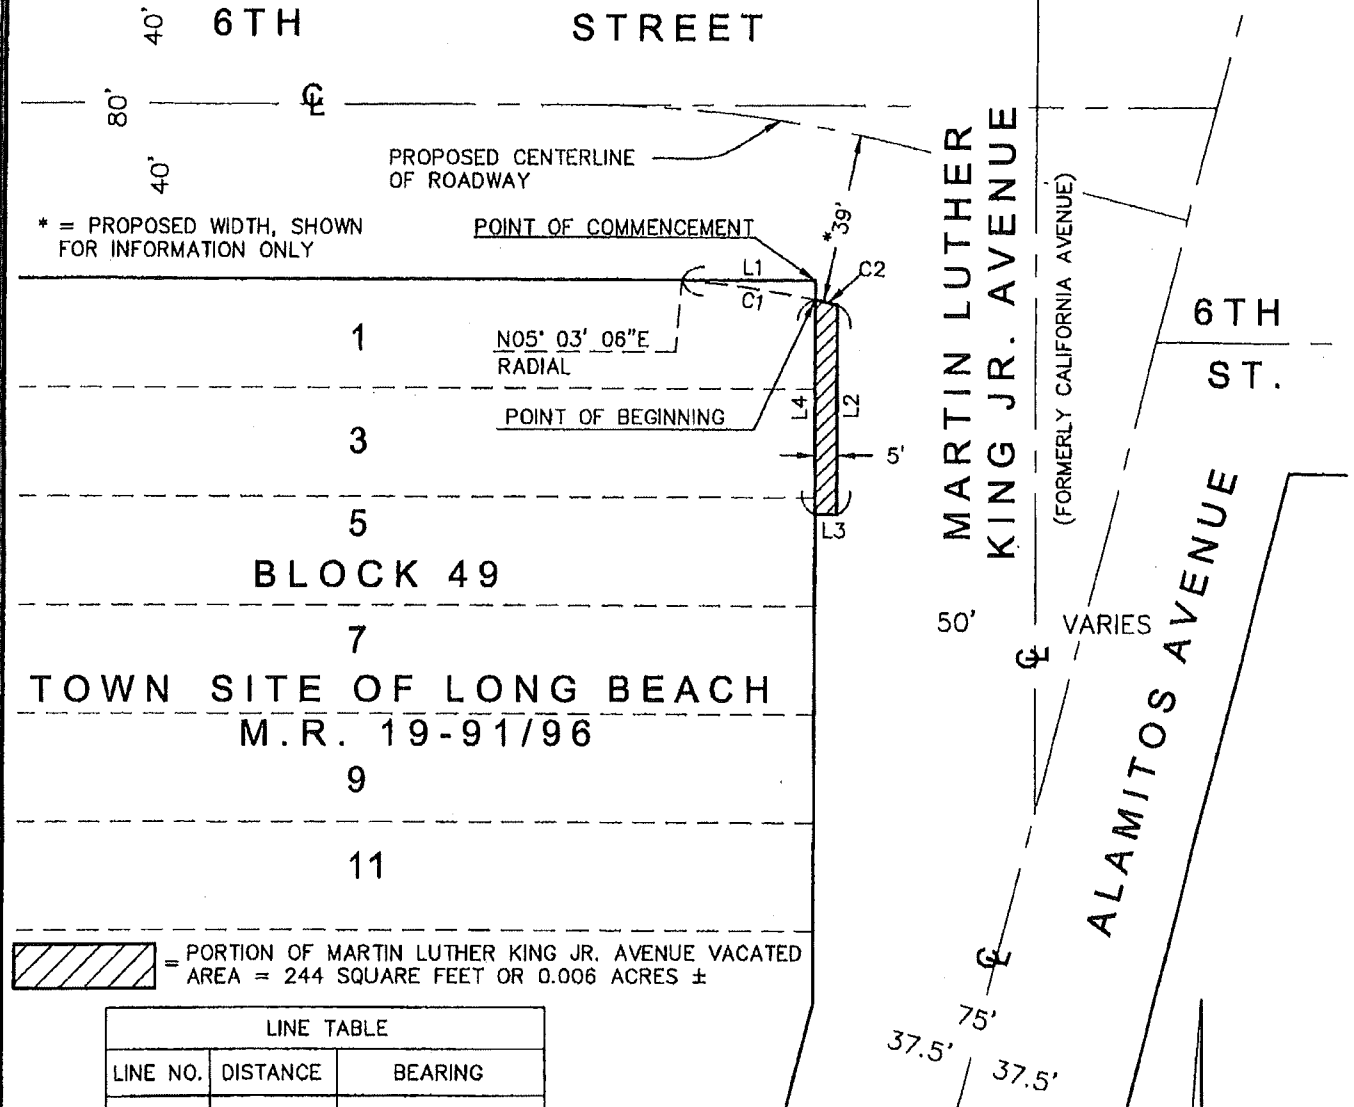 40'
6TH STREET
80'
40'
PROPOSED CENTERLINE
OF ROADWAY
* = PROPOSED WIDTH, SHOWN
FOR INFORMATION ONLY
POINT OF COMMENCEMENT
*39'
L1
C1
C2
N05° 03' 06"E
RADIAL
POINT OF BEGINNING
L4
L2
5'
L3
MARTIN LUTHER
KING JR. AVENUE
(FORMERLY CALIFORNIA AVENUE)
6TH
ST.
1
3
5
BLOCK 49
7
TOWN SITE OF LONG BEACH
M.R. 19-91/96
9
11
50'
VARIES
ALAMITOS AVENUE
= PORTION OF MARTIN LUTHER KING JR. AVENUE VACATED
AREA = 244 SQUARE FEET OR 0.006 ACRES ±
75'
37.5'
37.5'
LINE TABLE
LINE NO. DISTANCE BEARING